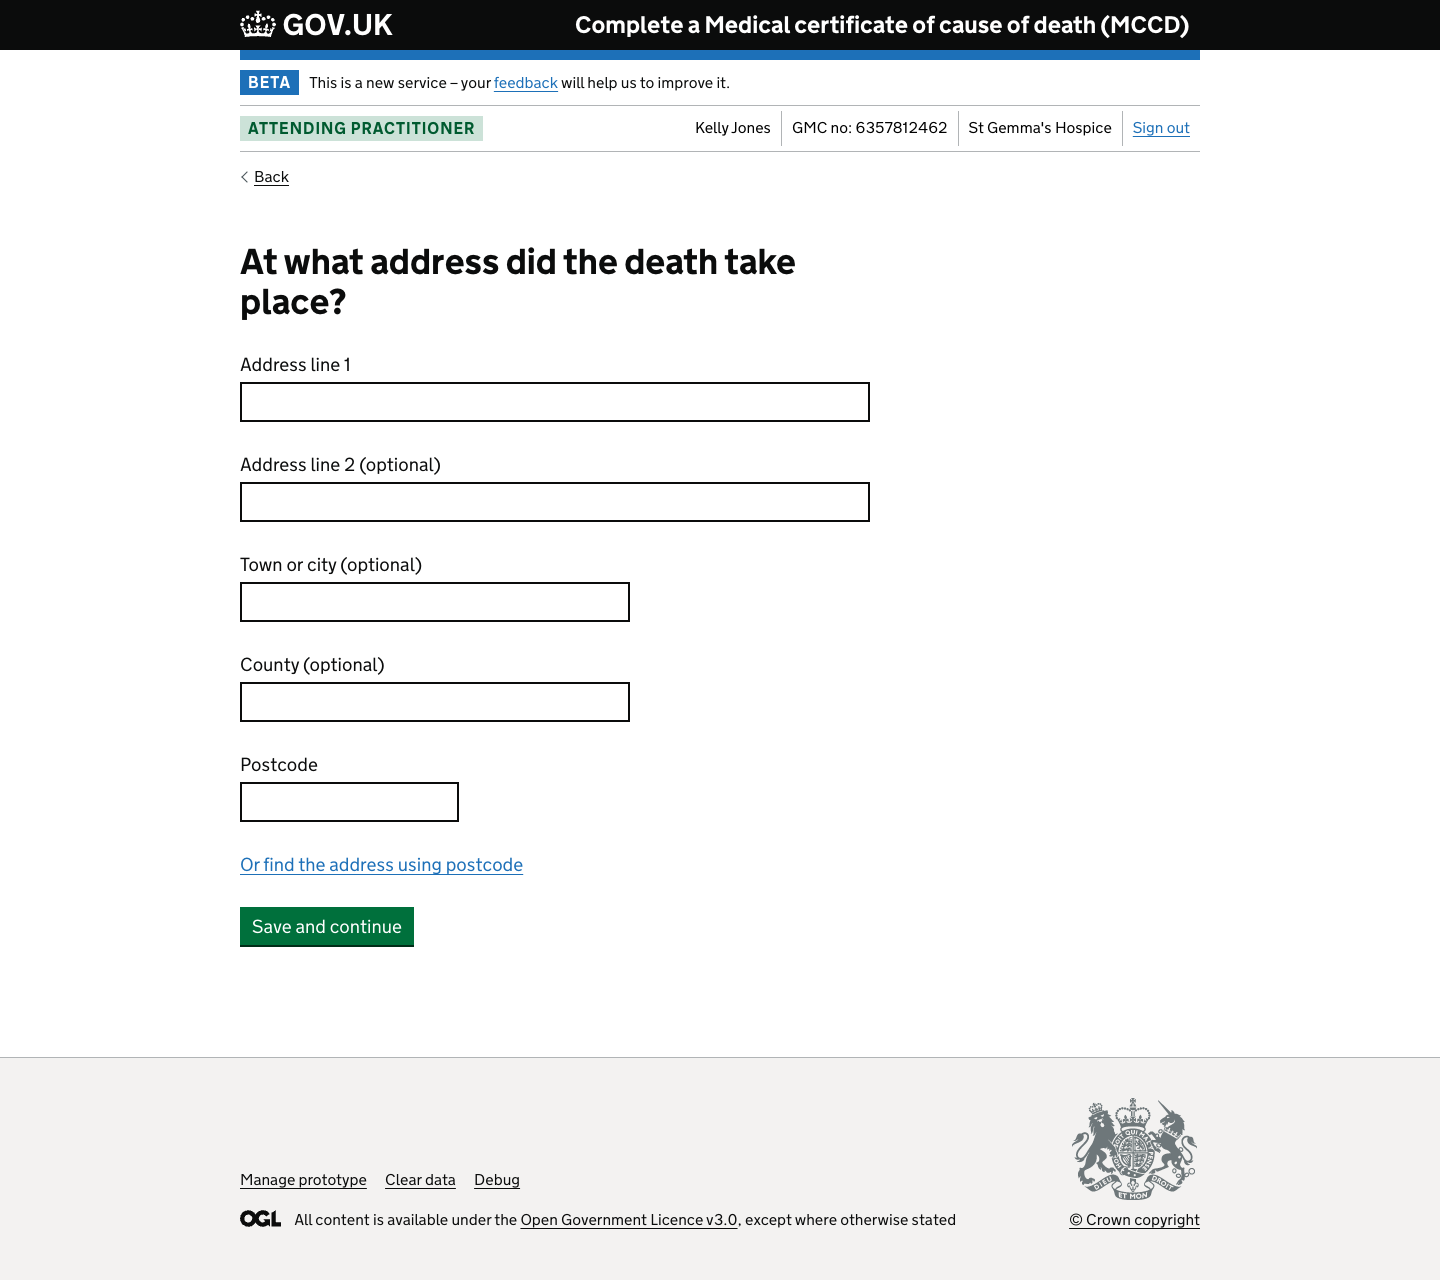 GOV.UK
Complete a Medical certificate of cause of death (MCCD)
BETA
This is a new service – your feedback will help us to improve it.
ATTENDING PRACTITIONER
Kelly Jones
GMC no: 6357812462
St Gemma's Hospice
Sign out
Back
At what address did the death take
place?
Address line 1
Address line 2 (optional)
Town or city (optional)
County (optional)
Postcode
Or find the address using postcode
Save and continue
Manage prototype
Clear data
Debug
DIEU ET MON DROIT
OGL
All content is available under the Open Government Licence v3.0, except where otherwise stated
© Crown copyright